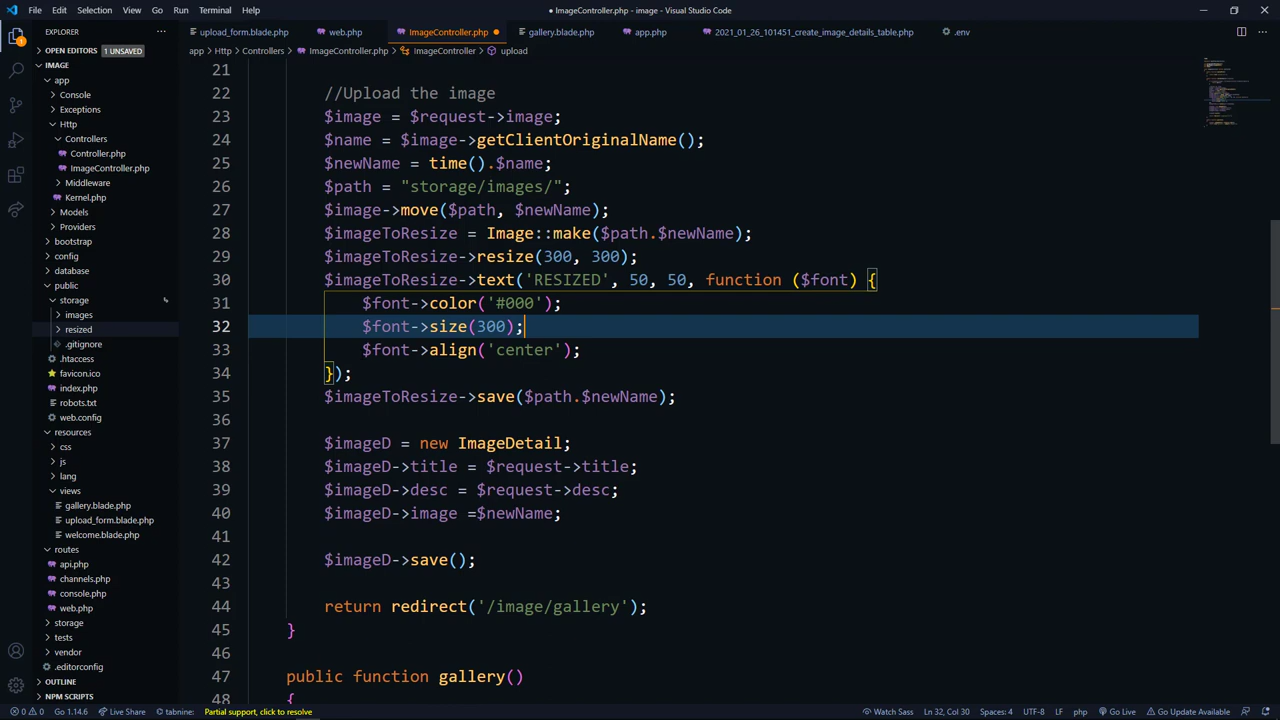 File Edit Selection View Go Run Terminal Help
● ImageController.php - image - Visual Studio Code
EXPLORER
upload_form.blade.php web.php ImageController.php gallery.blade.php app.php 2021_01_26_101451_create_image_details_table.php .env
OPEN EDITORS 1 UNSAVED
app > Http > Controllers > ImageController.php > ImageController > upload
IMAGE
app
Console
Exceptions
Http
Controllers
Controller.php
ImageController.php
Middleware
Kernel.php
Models
Providers
bootstrap
config
database
public
storage
images
resized
.gitignore
.htaccess
favicon.ico
index.php
robots.txt
web.config
resources
css
js
lang
views
gallery.blade.php
upload_form.blade.php
welcome.blade.php
routes
api.php
channels.php
console.php
web.php
storage
tests
vendor
.editorconfig
OUTLINE
NPM SCRIPTS
21
22 //Upload the image
23 $image = $request->image;
24 $name = $image->getClientOriginalName();
25 $newName = time().$name;
26 $path = "storage/images/";
27 $image->move($path, $newName);
28 $imageToResize = Image::make($path.$newName);
29 $imageToResize->resize(300, 300);
30 $imageToResize->text('RESIZED', 50, 50, function ($font) {
31 $font->color('#000');
32 $font->size(300);
33 $font->align('center');
34 });
35 $imageToResize->save($path.$newName);
36
37 $imageD = new ImageDetail;
38 $imageD->title = $request->title;
39 $imageD->desc = $request->desc;
40 $imageD->image =$newName;
41
42 $imageD->save();
43
44 return redirect('/image/gallery');
45 }
46
47 public function gallery()
48 {
0 0 Go 1.14.6 Live Share tabnine: Partial support, click to resolve Watch Sass Ln 32, Col 30 Spaces: 4 UTF-8 LF php Go Live Go Update Available